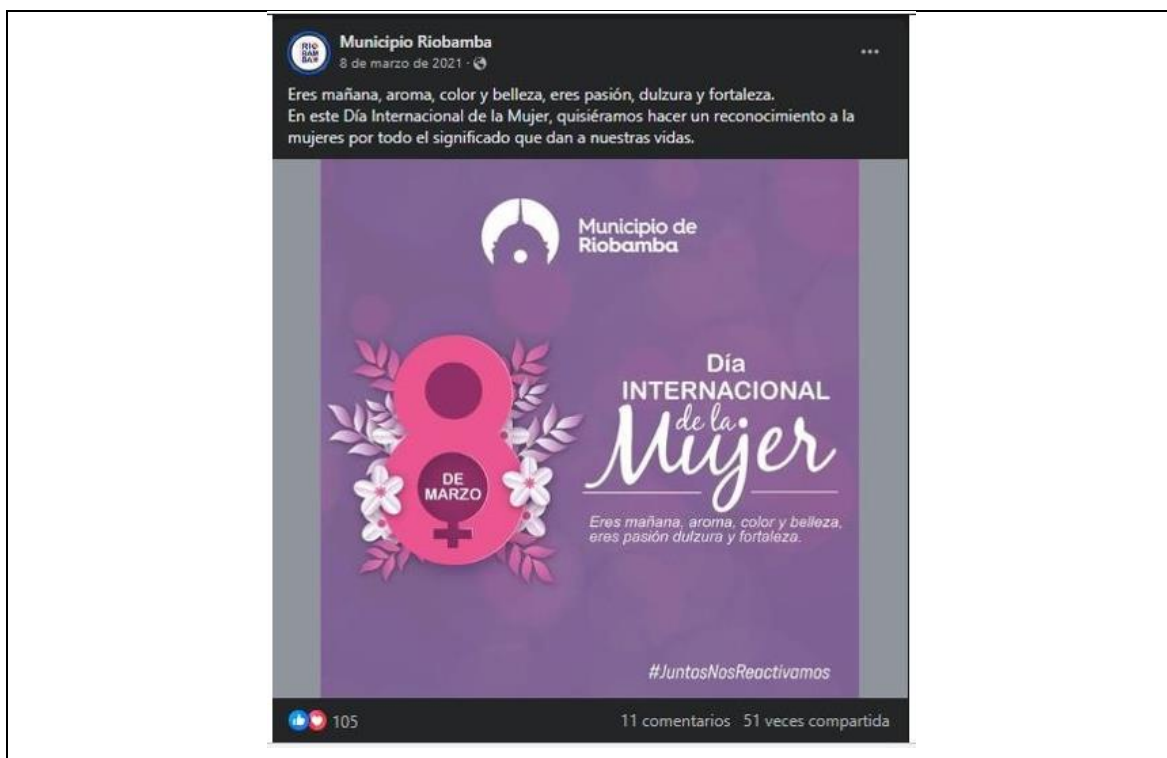 RIO
BAM
BA
Municipio Riobamba
8 de marzo de 2021 ·
Eres mañana, aroma, color y belleza, eres pasión, dulzura y fortaleza.
En este Día Internacional de la Mujer, quisiéramos hacer un reconocimiento a la
mujeres por todo el significado que dan a nuestras vidas.
Municipio de
Riobamba
8
DE
MARZO
Día
INTERNACIONAL
de la
Mujer
Eres mañana, aroma, color y belleza,
eres pasión dulzura y fortaleza.
#JuntosNosReactivamos
105
11 comentarios 51 veces compartida